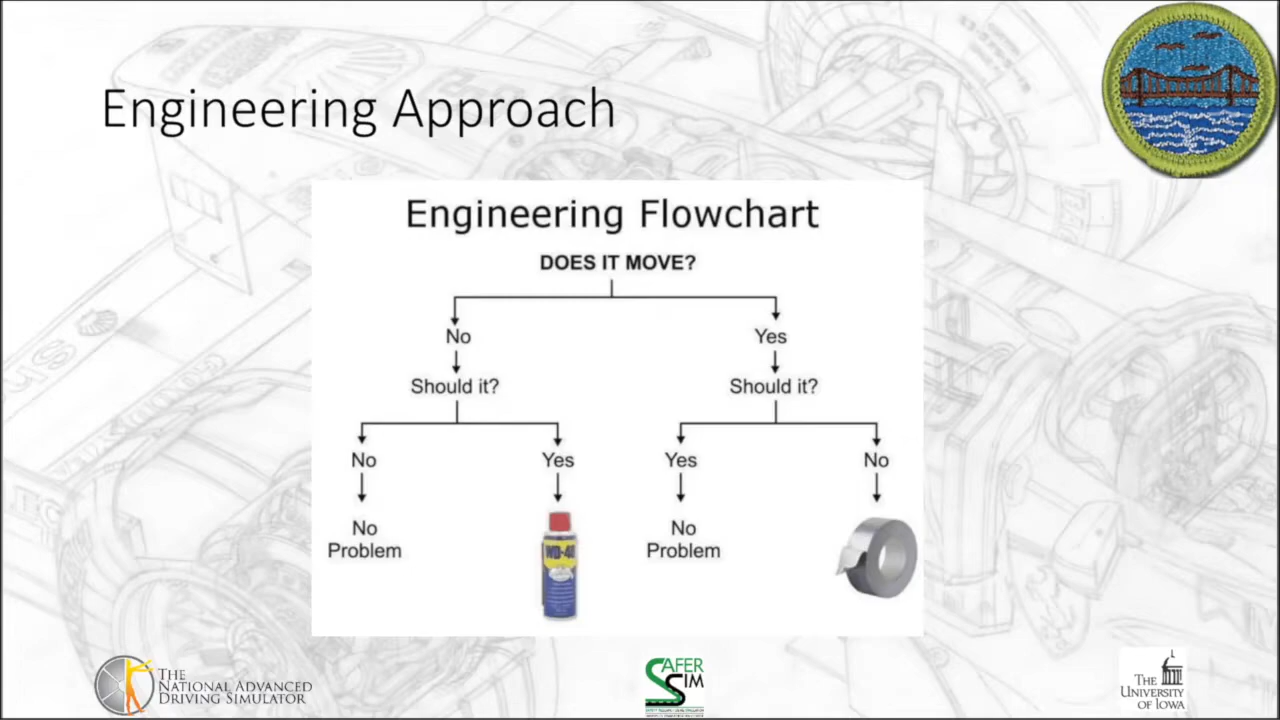 Engineering Approach
Engineering Flowchart
DOES IT MOVE?
No
Yes
Should it?
Should it?
No
Yes
Yes
No
No
Problem
WD-40
No
Problem
THE
NATIONAL ADVANCED
DRIVING SIMULATOR
SAFER
SIM
THE
UNIVERSITY
OF IOWA